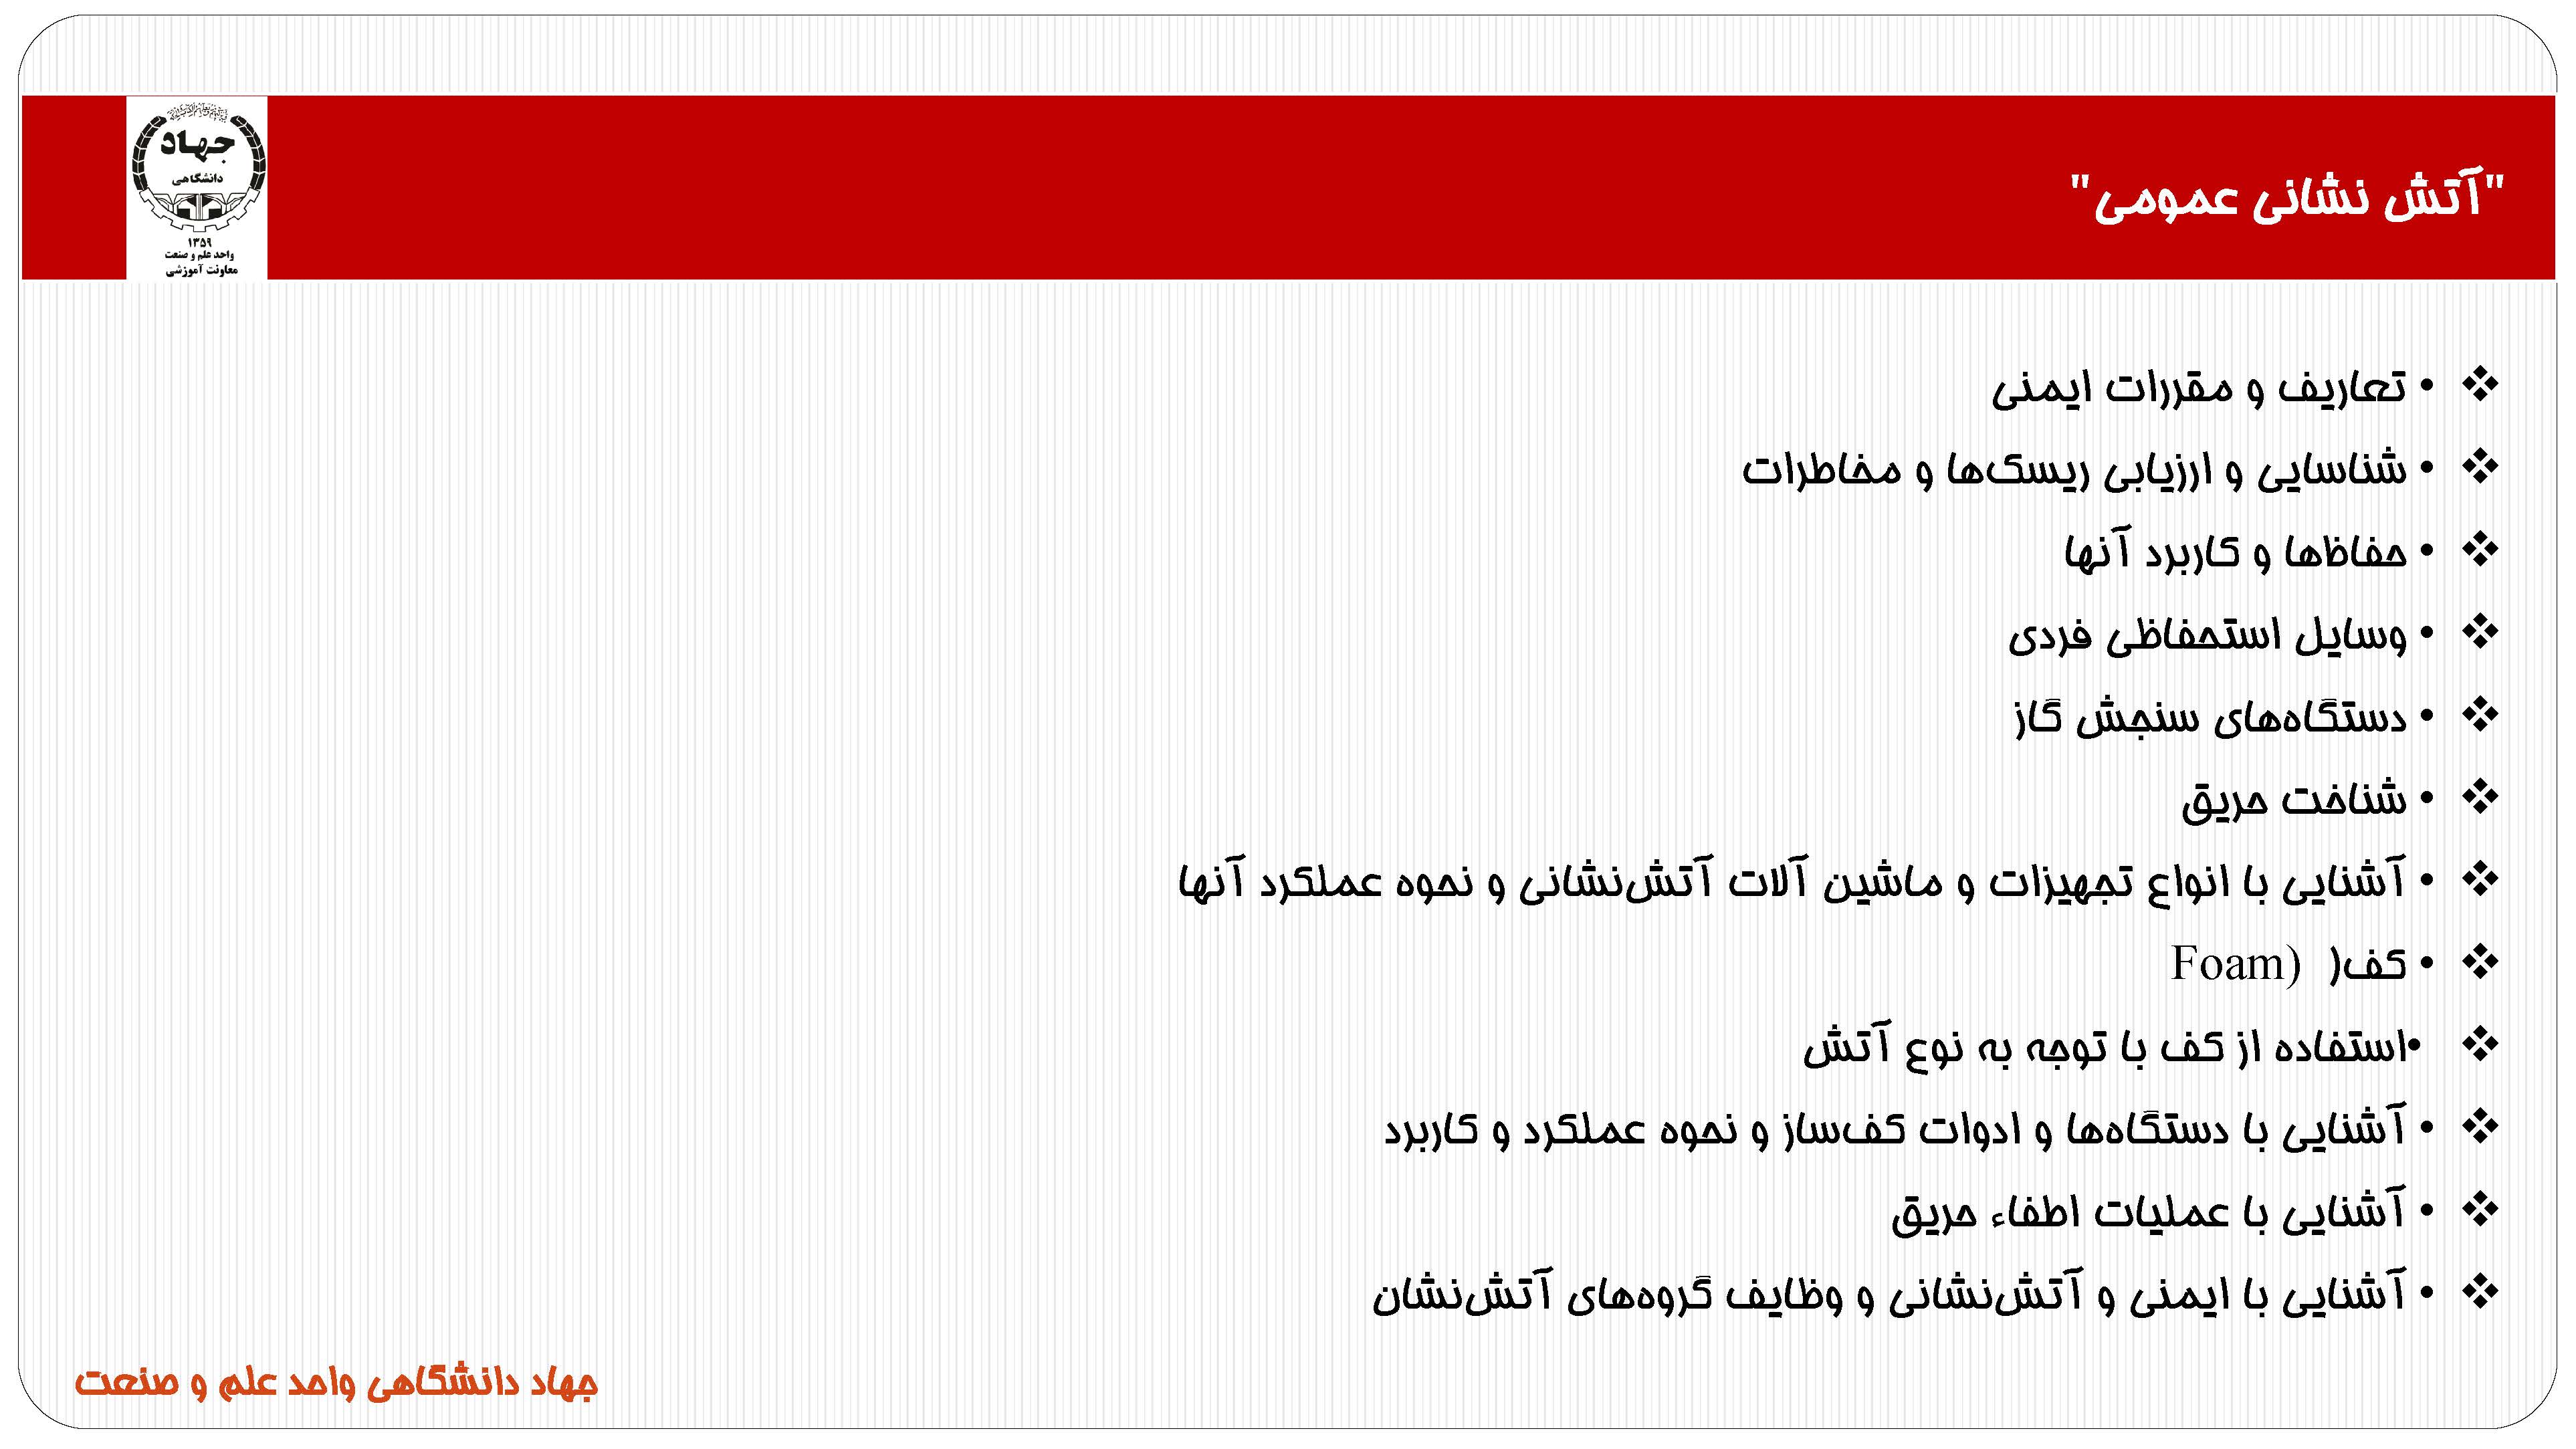 جهاد
دانشگاهی
۱۳۵۹
واحد علم و صنعت
معاونت آموزشی
"آتش نشانی عمومی"
❖ • تعاریف و مقررات ایمنی
❖ • شناسایی و ارزیابی ریسک‌ها و مخاطرات
❖ • حفاظ‌ها و کاربرد آنها
❖ • وسایل استحفاظی فردی
❖ • دستگاه‌های سنجش گاز
❖ • شناخت حریق
❖ • آشنایی با انواع تجهیزات و ماشین آلات آتش‌نشانی و نحوه عملکرد آنها
❖ • کف( Foam)
❖ •استفاده از کف با توجه به نوع آتش
❖ • آشنایی با دستگاه‌ها و ادوات کف‌ساز و نحوه عملکرد و کاربرد
❖ • آشنایی با عملیات اطفاء حریق
❖ • آشنایی با ایمنی و آتش‌نشانی و وظایف گروه‌های آتش‌نشان
جهاد دانشگاهی واحد علم و صنعت